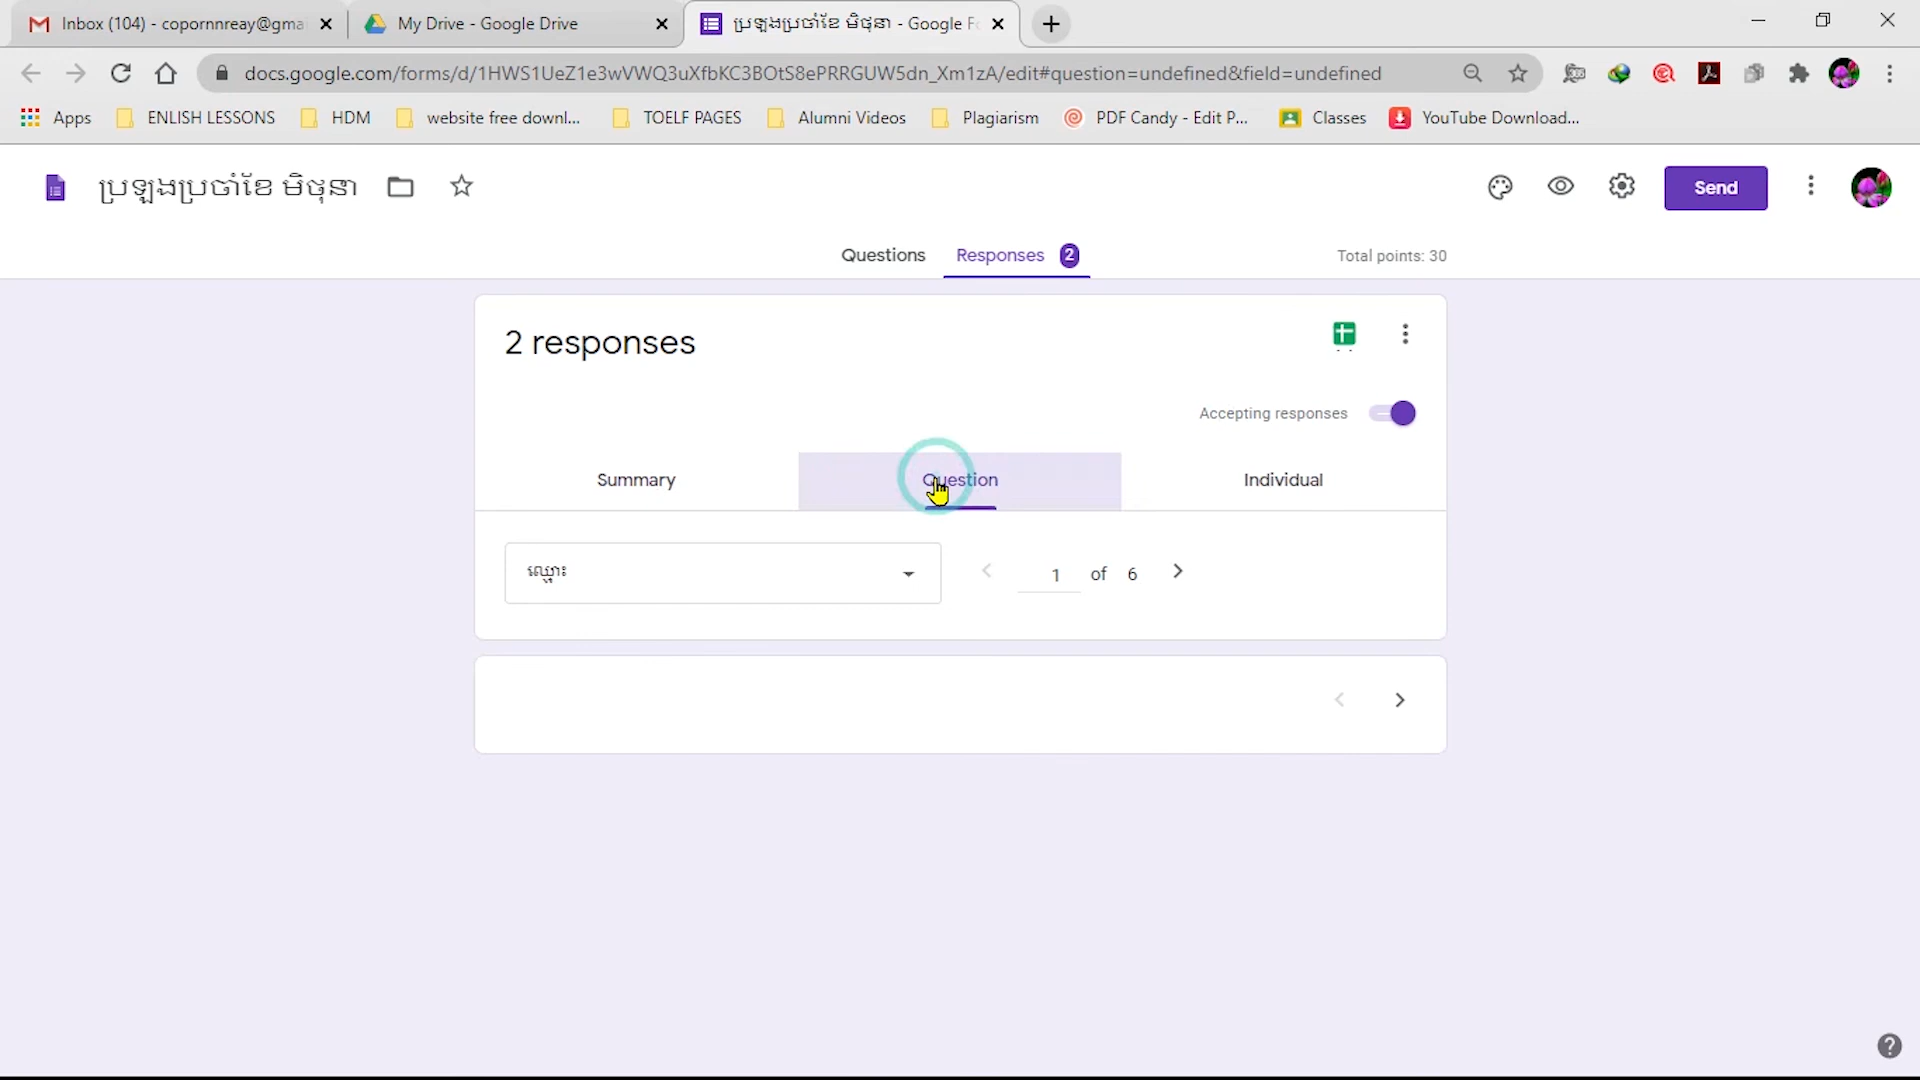 Inbox (104) - copornnreay@gma
My Drive - Google Drive
ប្រឡងប្រចាំខែ មិថុនា - Google Fo
docs.google.com/forms/d/1HWS1UeZ1e3wVWQ3uXfbKC3BOtS8ePRRGUW5dn_Xm1zA/edit#question=undefined&field=undefined
Apps
ENLISH LESSONS
HDM
website free downl...
TOELF PAGES
Alumni Videos
Plagiarism
PDF Candy - Edit P...
Classes
YouTube Download...
ប្រឡងប្រចាំខែ មិថុនា
Send
Questions
Responses 2
Total points: 30
2 responses
Accepting responses
Summary
Question
Individual
ឈ្មោះ
1 of 6